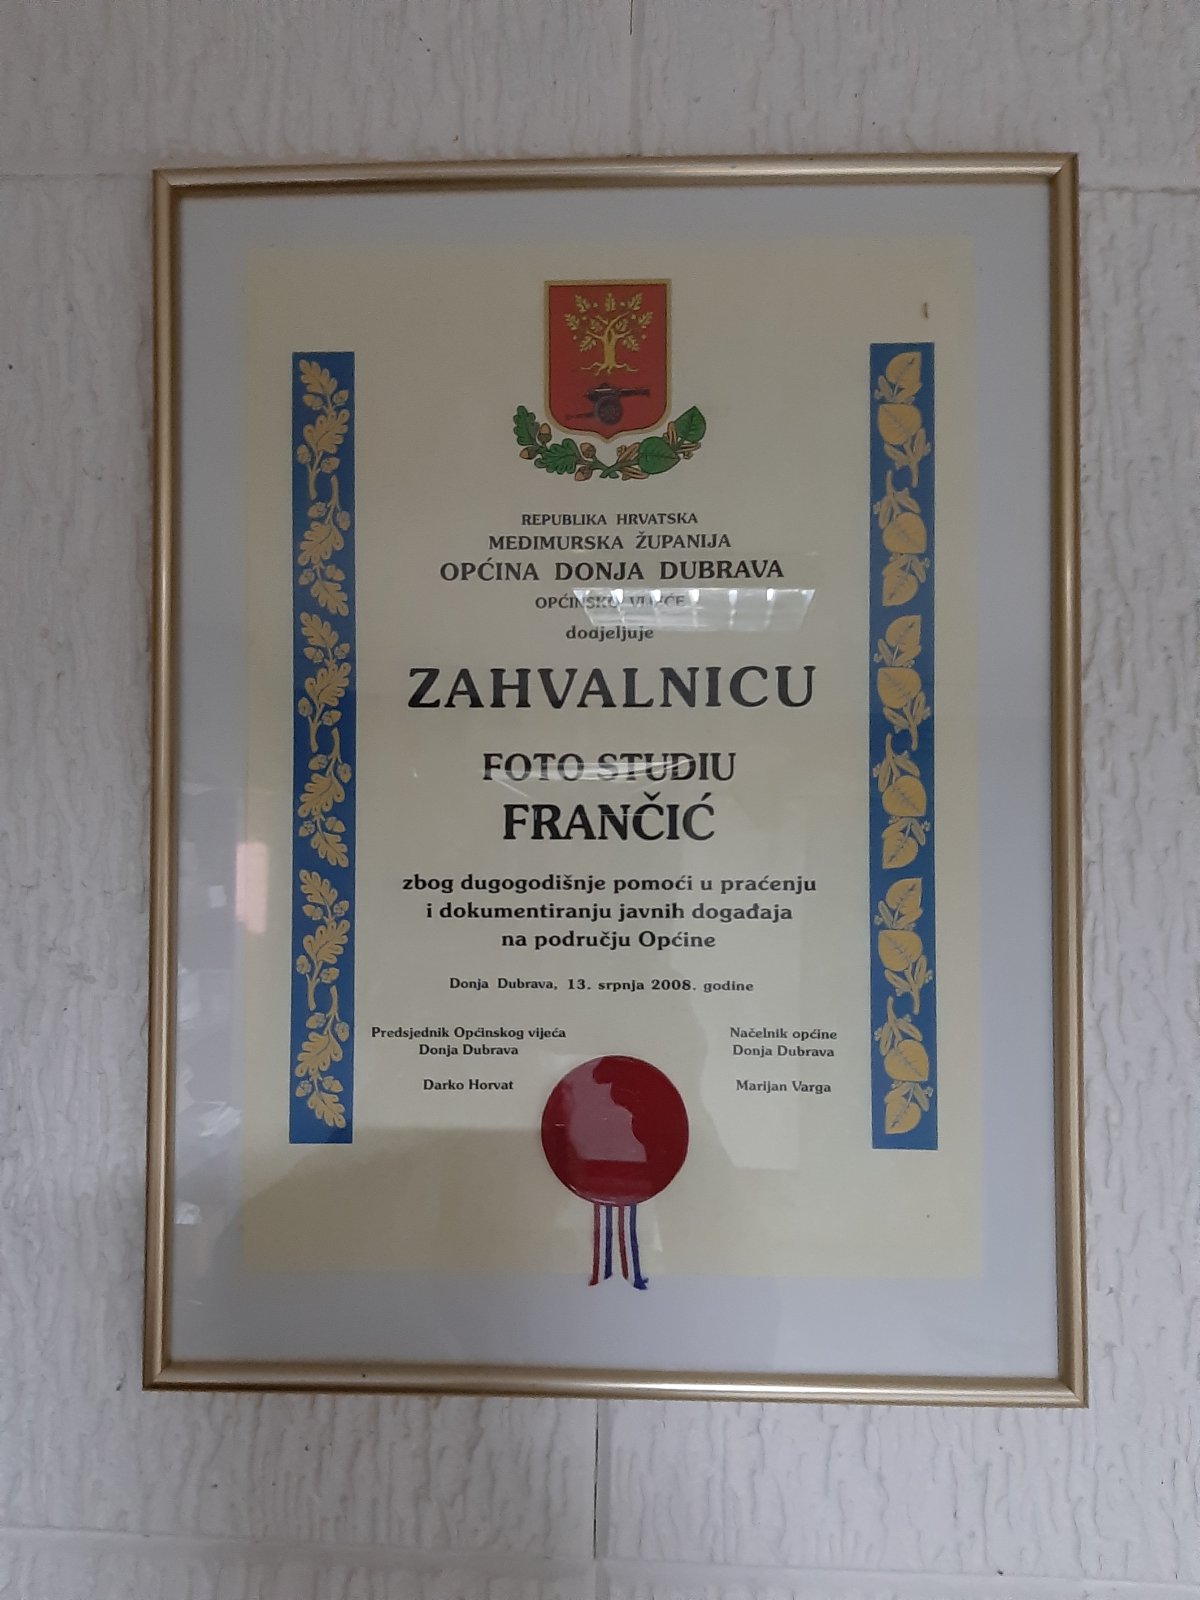 REPUBLIKA HRVATSKA
MEĐIMURSKA ŽUPANIJA
OPĆINA DONJA DUBRAVA
OPĆINSKO VIJEĆE
dodjeljuje
ZAHVALNICU
FOTO STUDIU
FRANČIĆ
zbog dugogodišnje pomoći u praćenju
i dokumentiranju javnih događaja
na području Općine
Donja Dubrava, 13. srpnja 2008. godine
Predsjednik Općinskog vijeća
Donja Dubrava
Darko Horvat
Načelnik općine
Donja Dubrava
Marijan Varga